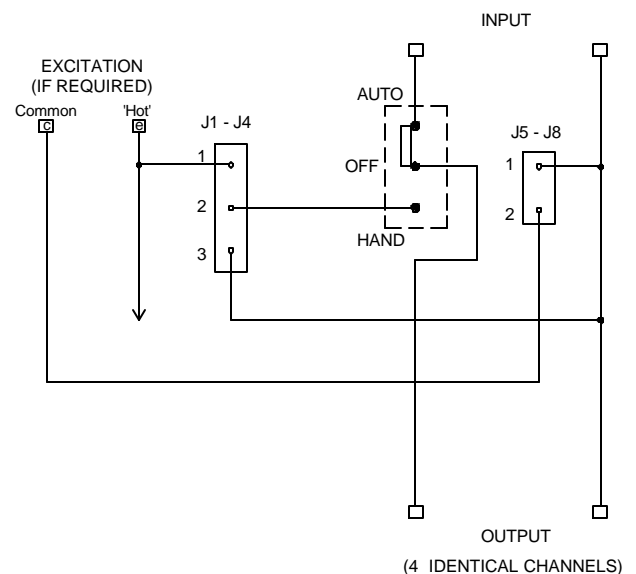 INPUT
EXCITATION
(IF REQUIRED)
Common 'Hot'
c e
J1 - J4
AUTO
J5 - J8
1
OFF
1
2
2
HAND
3
OUTPUT
(4 IDENTICAL CHANNELS)